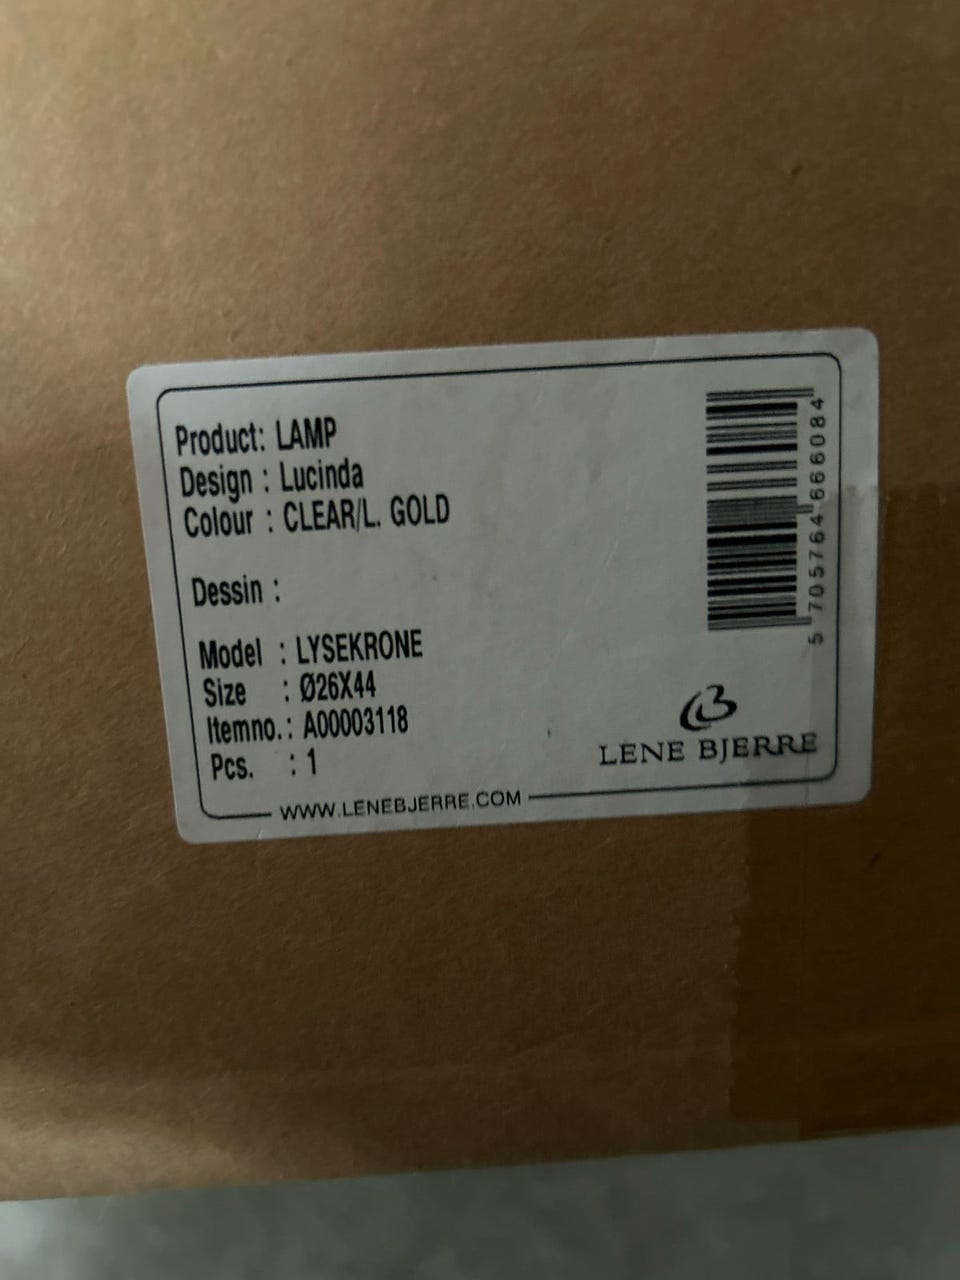 Product: LAMP
Design : Lucinda
Colour : CLEAR/L. GOLD
Dessin :
Model : LYSEKRONE
Size : Ø26X44
Itemno. : A00003118
Pcs. : 1
WWW.LENEBJERRE.COM
5 705764 666084
LENE BJERRE